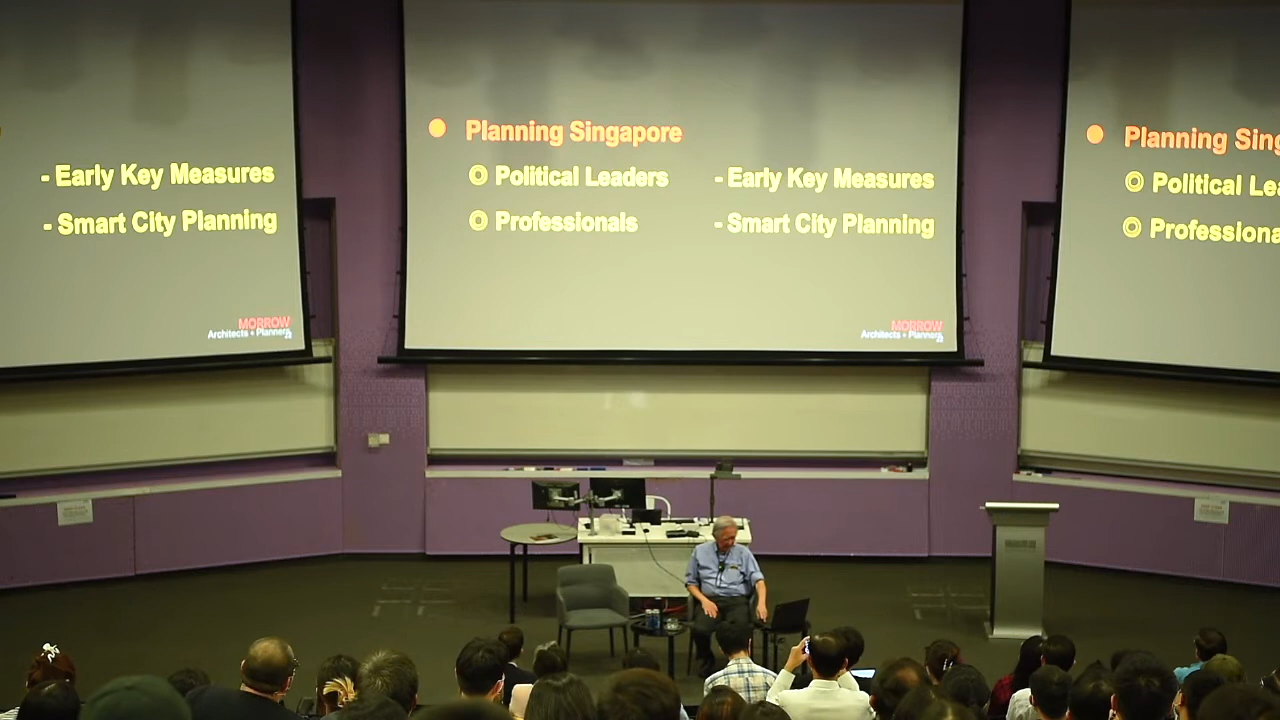 - Early Key Measures
- Smart City Planning
MORROW
Architects + Planners
Planning Singapore
Political Leaders - Early Key Measures
Professionals - Smart City Planning
MORROW
Architects + Planners
Planning Sing
Political Lea
Professiona